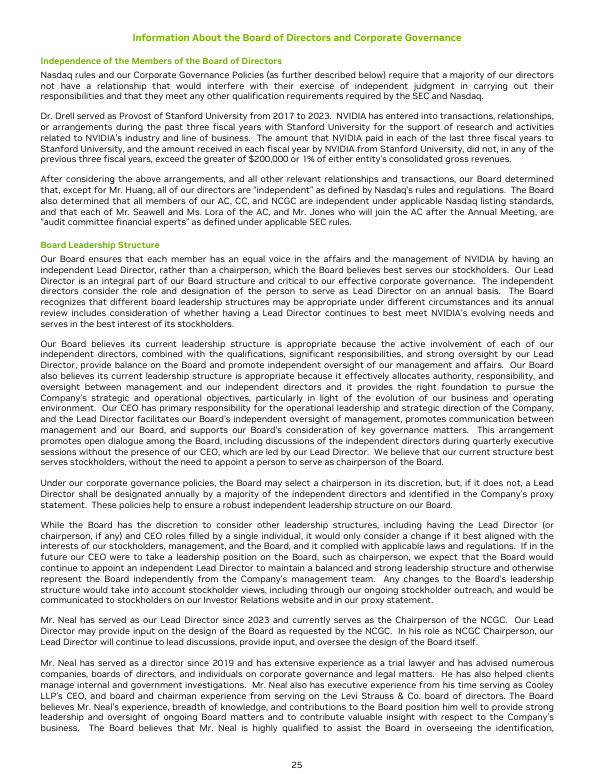 Information About the Board of Directors and Corporate Governance
Independence of the Members of the Board of Directors
Nasdaq rules and our Corporate Governance Policies (as further described below) require that a majority of our directors
not have a relationship that would interfere with their exercise of independent judgment in carrying out their
responsibilities and that they meet any other qualification requirements required by the SEC and Nasdaq.
Dr. Drell served as Provost of Stanford University from 2017 to 2023. NVIDIA has entered into transactions, relationships,
or arrangements during the past three fiscal years with Stanford University for the support of research and activities
related to NVIDIA's industry and line of business. The amount that NVIDIA paid in each of the last three fiscal years to
Stanford University, and the amount received in each fiscal year by NVIDIA from Stanford University, did not, in any of the
previous three fiscal years, exceed the greater of $200,000 or 1% of either entity's consolidated gross revenues.
After considering the above arrangements, and all other relevant relationships and transactions, our Board determined
that, except for Mr. Huang, all of our directors are "independent" as defined by Nasdaq's rules and regulations. The Board
also determined that all members of our AC, CC, and NCGC are independent under applicable Nasdaq listing standards,
and that each of Mr. Seawell and Ms. Lora of the AC, and Mr. Jones who will join the AC after the Annual Meeting, are
"audit committee financial experts" as defined under applicable SEC rules.
Board Leadership Structure
Our Board ensures that each member has an equal voice in the affairs and the management of NVIDIA by having an
independent Lead Director, rather than a chairperson, which the Board believes best serves our stockholders. Our Lead
Director is an integral part of our Board structure and critical to our effective corporate governance. The independent
directors consider the role and designation of the person to serve as Lead Director on an annual basis. The Board
recognizes that different board leadership structures may be appropriate under different circumstances and its annual
review includes consideration of whether having a Lead Director continues to best meet NVIDIA's evolving needs and
serves in the best interest of its stockholders.
Our Board believes its current leadership structure is appropriate because the active involvement of each of our
independent directors, combined with the qualifications, significant responsibilities, and strong oversight by our Lead
Director, provide balance on the Board and promote independent oversight of our management and affairs. Our Board
also believes its current leadership structure is appropriate because it effectively allocates authority, responsibility, and
oversight between management and our independent directors and it provides the right foundation to pursue the
Company's strategic and operational objectives, particularly in light of the evolution of our business and operating
environment. Our CEO has primary responsibility for the operational leadership and strategic direction of the Company,
and the Lead Director facilitates our Board's independent oversight of management, promotes communication between
management and our Board, and supports our Board's consideration of key governance matters. This arrangement
promotes open dialogue among the Board, including discussions of the independent directors during quarterly executive
sessions without the presence of our CEO, which are led by our Lead Director. We believe that our current structure best
serves stockholders, without the need to appoint a person to serve as chairperson of the Board.
Under our corporate governance policies, the Board may select a chairperson in its discretion, but, if it does not, a Lead
Director shall be designated annually by a majority of the independent directors and identified in the Company's proxy
statement. These policies help to ensure a robust independent leadership structure on our Board.
While the Board has the discretion to consider other leadership structures, including having the Lead Director (or
chairperson, if any) and CEO roles filled by a single individual, it would only consider a change if it best aligned with the
interests of our stockholders, management, and the Board, and it complied with applicable laws and regulations. If in the
future our CEO were to take a leadership position on the Board, such as chairperson, we expect that the Board would
continue to appoint an independent Lead Director to maintain a balanced and strong leadership structure and otherwise
represent the Board independently from the Company's management team. Any changes to the Board's leadership
structure would take into account stockholder views, including through our ongoing stockholder outreach, and would be
communicated to stockholders on our Investor Relations website and in our proxy statement.
Mr. Neal has served as our Lead Director since 2023 and currently serves as the Chairperson of the NCGC. Our Lead
Director may provide input on the design of the Board as requested by the NCGC. In his role as NCGC Chairperson, our
Lead Director will continue to lead discussions, provide input, and oversee the design of the Board itself.
Mr. Neal has served as a director since 2019 and has extensive experience as a trial lawyer and has advised numerous
companies, boards of directors, and individuals on corporate governance and legal matters. He has also helped clients
manage internal and government investigations. Mr. Neal also has executive experience from his time serving as Cooley
LLP's CEO, and board and chairman experience from serving on the Levi Strauss & Co. board of directors. The Board
believes Mr. Neal's experience, breadth of knowledge, and contributions to the Board position him well to provide strong
leadership and oversight of ongoing Board matters and to contribute valuable insight with respect to the Company's
business. The Board believes that Mr. Neal is highly qualified to assist the Board in overseeing the identification,
25